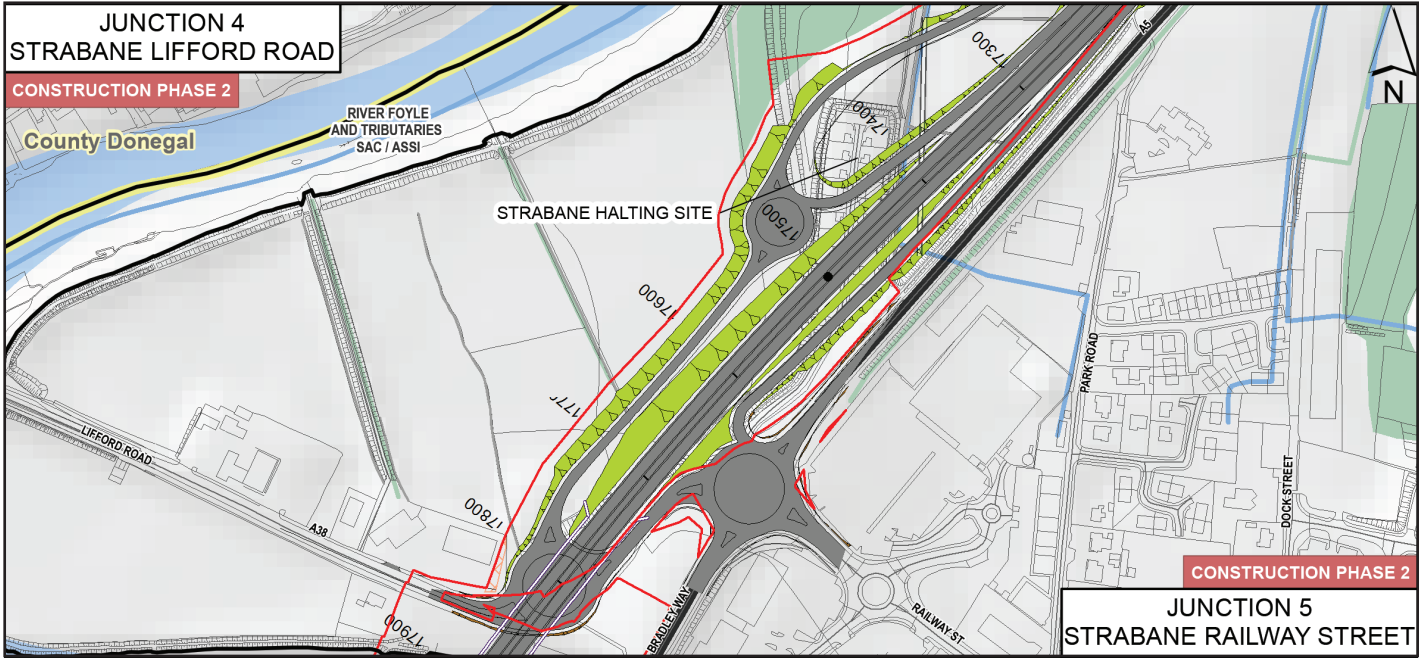 JUNCTION 4
STRABANE LIFFORD ROAD
CONSTRUCTION PHASE 2
County Donegal
RIVER FOYLE
AND TRIBUTARIES
SAC / ASSI
A5
N
17300
17400
STRABANE HALTING SITE
17500
17600
17800
17900
LIFFORD ROAD
A38
PARK ROAD
DOCK STREET
BRADLEY WAY
RAILWAY ST
CONSTRUCTION PHASE 2
JUNCTION 5
STRABANE RAILWAY STREET